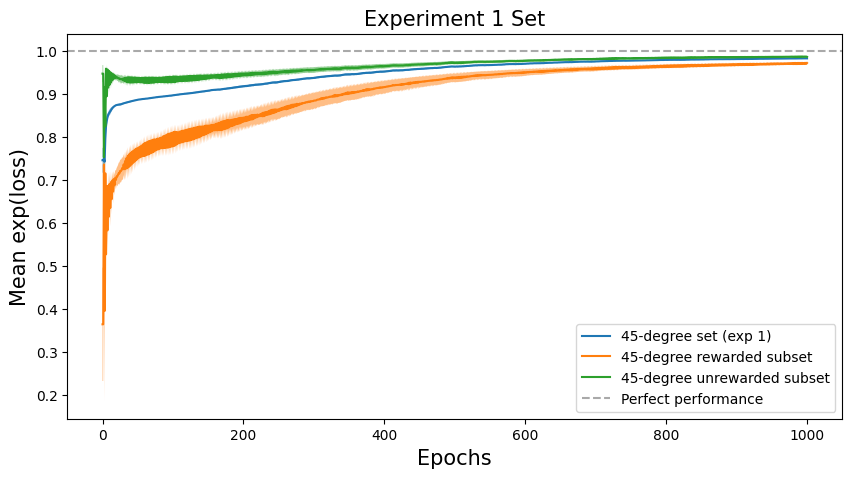 Experiment 1 Set
Mean exp(loss)
1.0
0.9
0.8
0.7
0.6
0.5
0.4
0.3
0.2
45-degree set (exp 1)
45-degree rewarded subset
45-degree unrewarded subset
Perfect performance
0 200 400 600 800 1000
Epochs